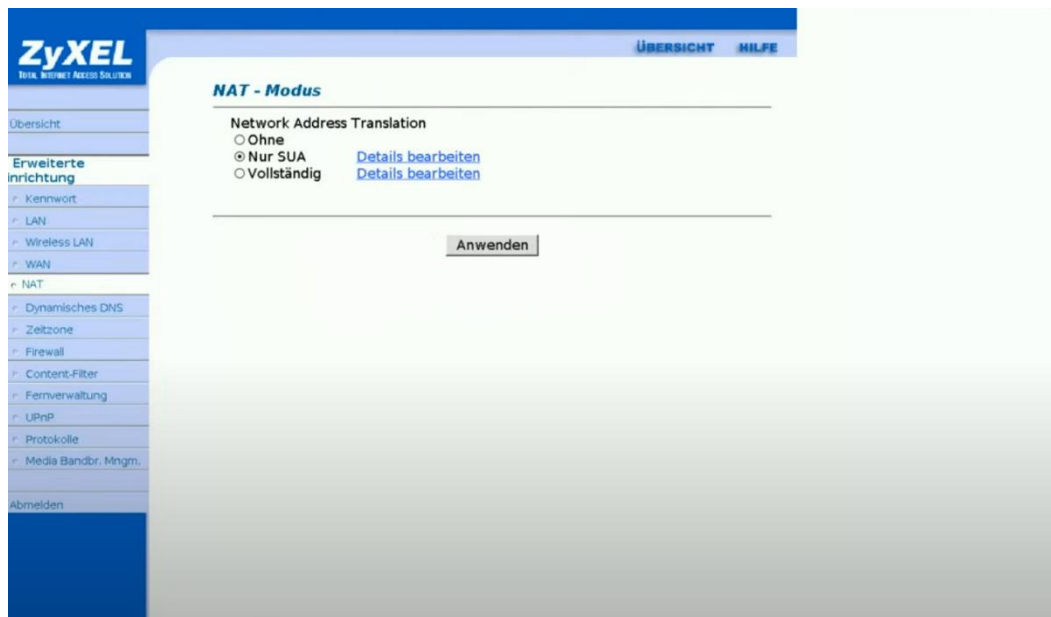 ZyXEL
TOTAL INTERNET ACCESS SOLUTION
ÜBERSICHT HILFE
Übersicht
Erweiterte
inrichtung
Kennwort
LAN
Wireless LAN
WAN
NAT
Dynamisches DNS
Zeitzone
Firewall
Content-Filter
Fernverwaltung
UPnP
Protokolle
Media Bandbr. Mngm.
Abmelden
NAT - Modus
Network Address Translation
Ohne
Nur SUA Details bearbeiten
Vollständig Details bearbeiten
Anwenden